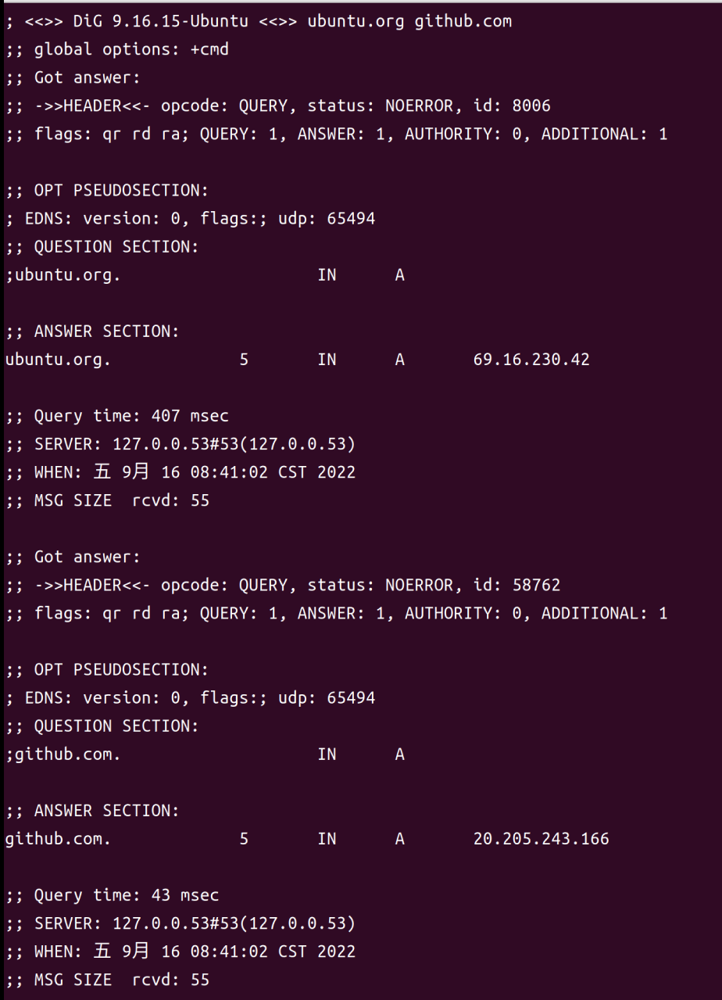 ; <<>> DiG 9.16.15-Ubuntu <<>> ubuntu.org github.com
;; global options: +cmd
;; Got answer:
;; ->>HEADER<<- opcode: QUERY, status: NOERROR, id: 8006
;; flags: qr rd ra; QUERY: 1, ANSWER: 1, AUTHORITY: 0, ADDITIONAL: 1

;; OPT PSEUDOSECTION:
; EDNS: version: 0, flags:; udp: 65494
;; QUESTION SECTION:
;ubuntu.org.			IN	A

;; ANSWER SECTION:
ubuntu.org.		5	IN	A	69.16.230.42

;; Query time: 407 msec
;; SERVER: 127.0.0.53#53(127.0.0.53)
;; WHEN: 五 9月 16 08:41:02 CST 2022
;; MSG SIZE  rcvd: 55

;; Got answer:
;; ->>HEADER<<- opcode: QUERY, status: NOERROR, id: 58762
;; flags: qr rd ra; QUERY: 1, ANSWER: 1, AUTHORITY: 0, ADDITIONAL: 1

;; OPT PSEUDOSECTION:
; EDNS: version: 0, flags:; udp: 65494
;; QUESTION SECTION:
;github.com.			IN	A

;; ANSWER SECTION:
github.com.		5	IN	A	20.205.243.166

;; Query time: 43 msec
;; SERVER: 127.0.0.53#53(127.0.0.53)
;; WHEN: 五 9月 16 08:41:02 CST 2022
;; MSG SIZE  rcvd: 55